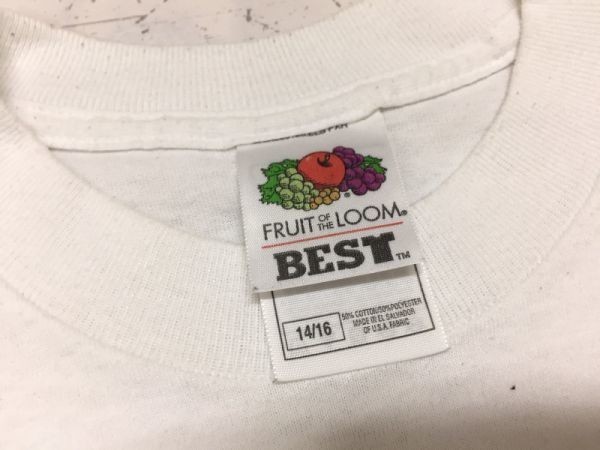 FRUIT OF THE LOOM®
BEST™
14/16
50% COTTON/50% POLYESTER
MADE IN EL SALVADOR
OF U.S.A. FABRIC